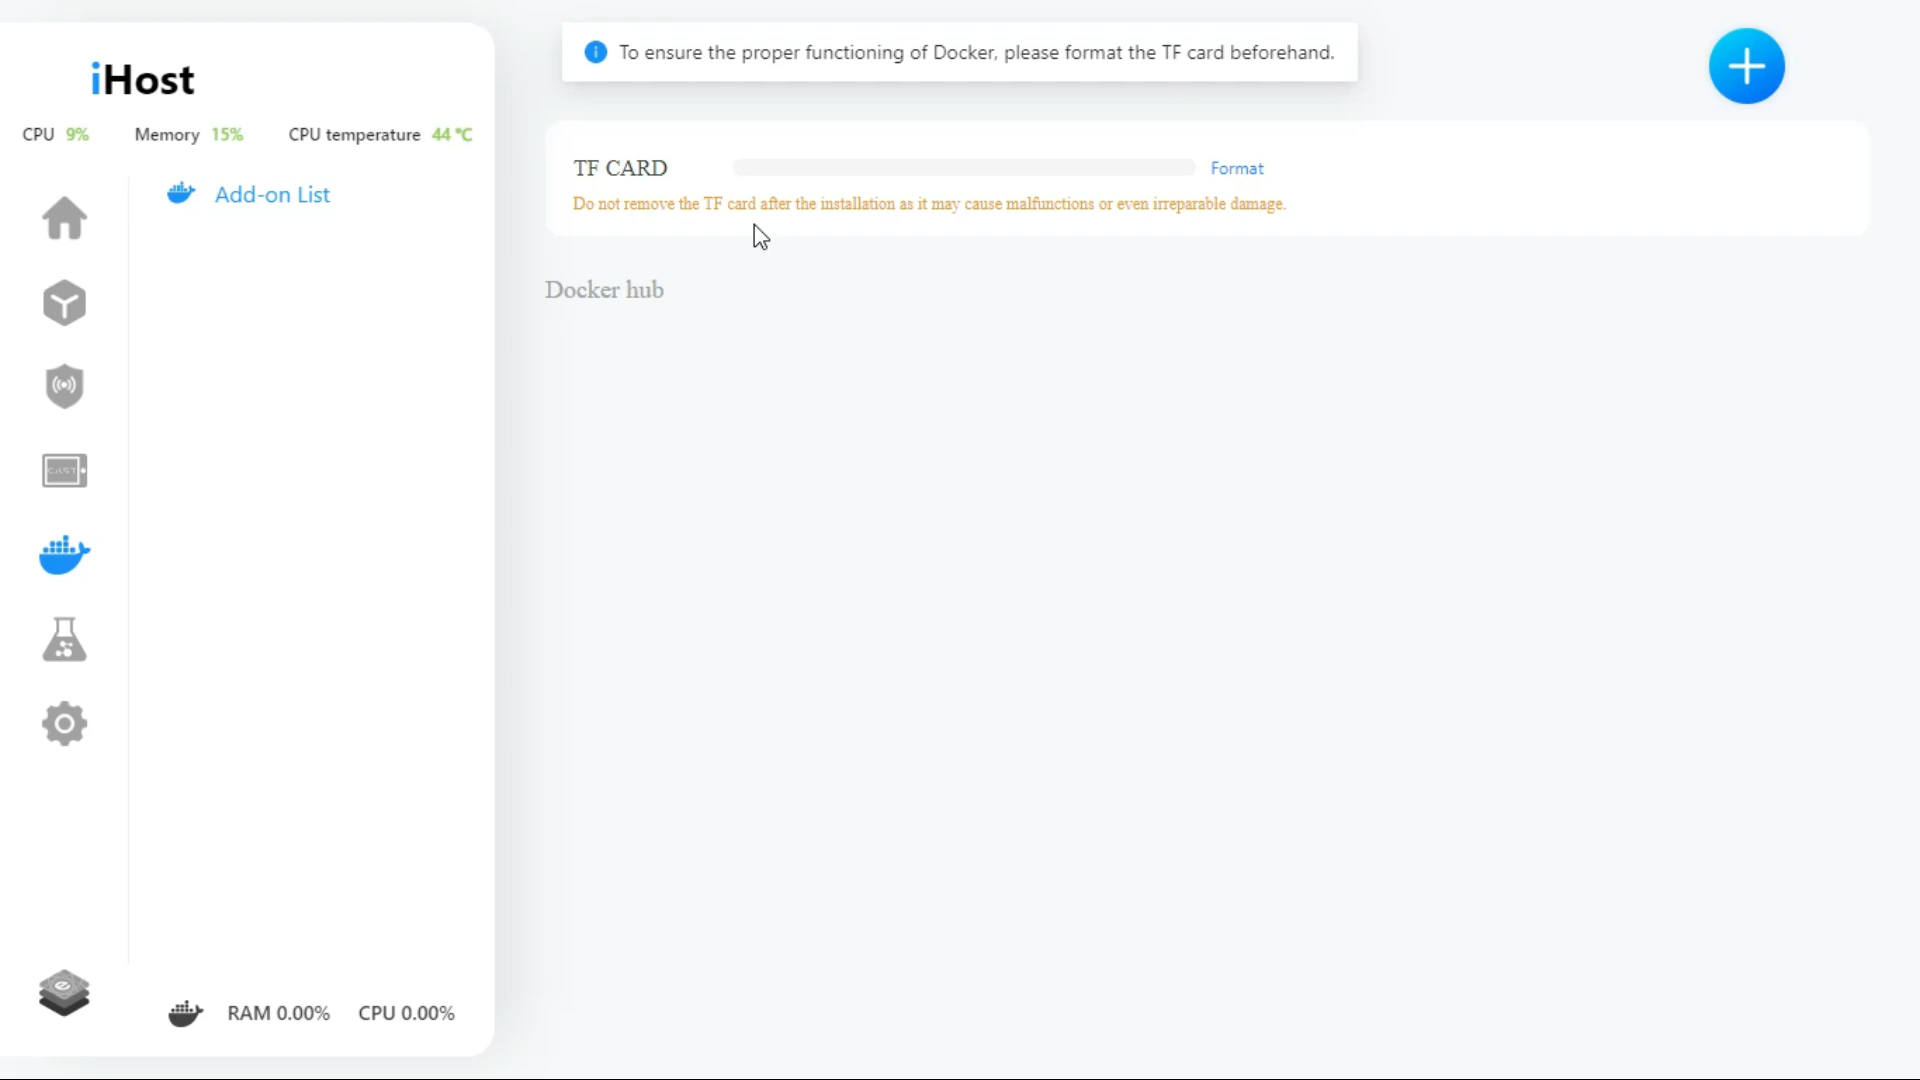 iHost
CPU 9% Memory 15% CPU temperature 44 °C
Add-on List
CAST
RAM 0.00% CPU 0.00%
To ensure the proper functioning of Docker, please format the TF card beforehand.
TF CARD Format
Do not remove the TF card after the installation as it may cause malfunctions or even irreparable damage.
Docker hub